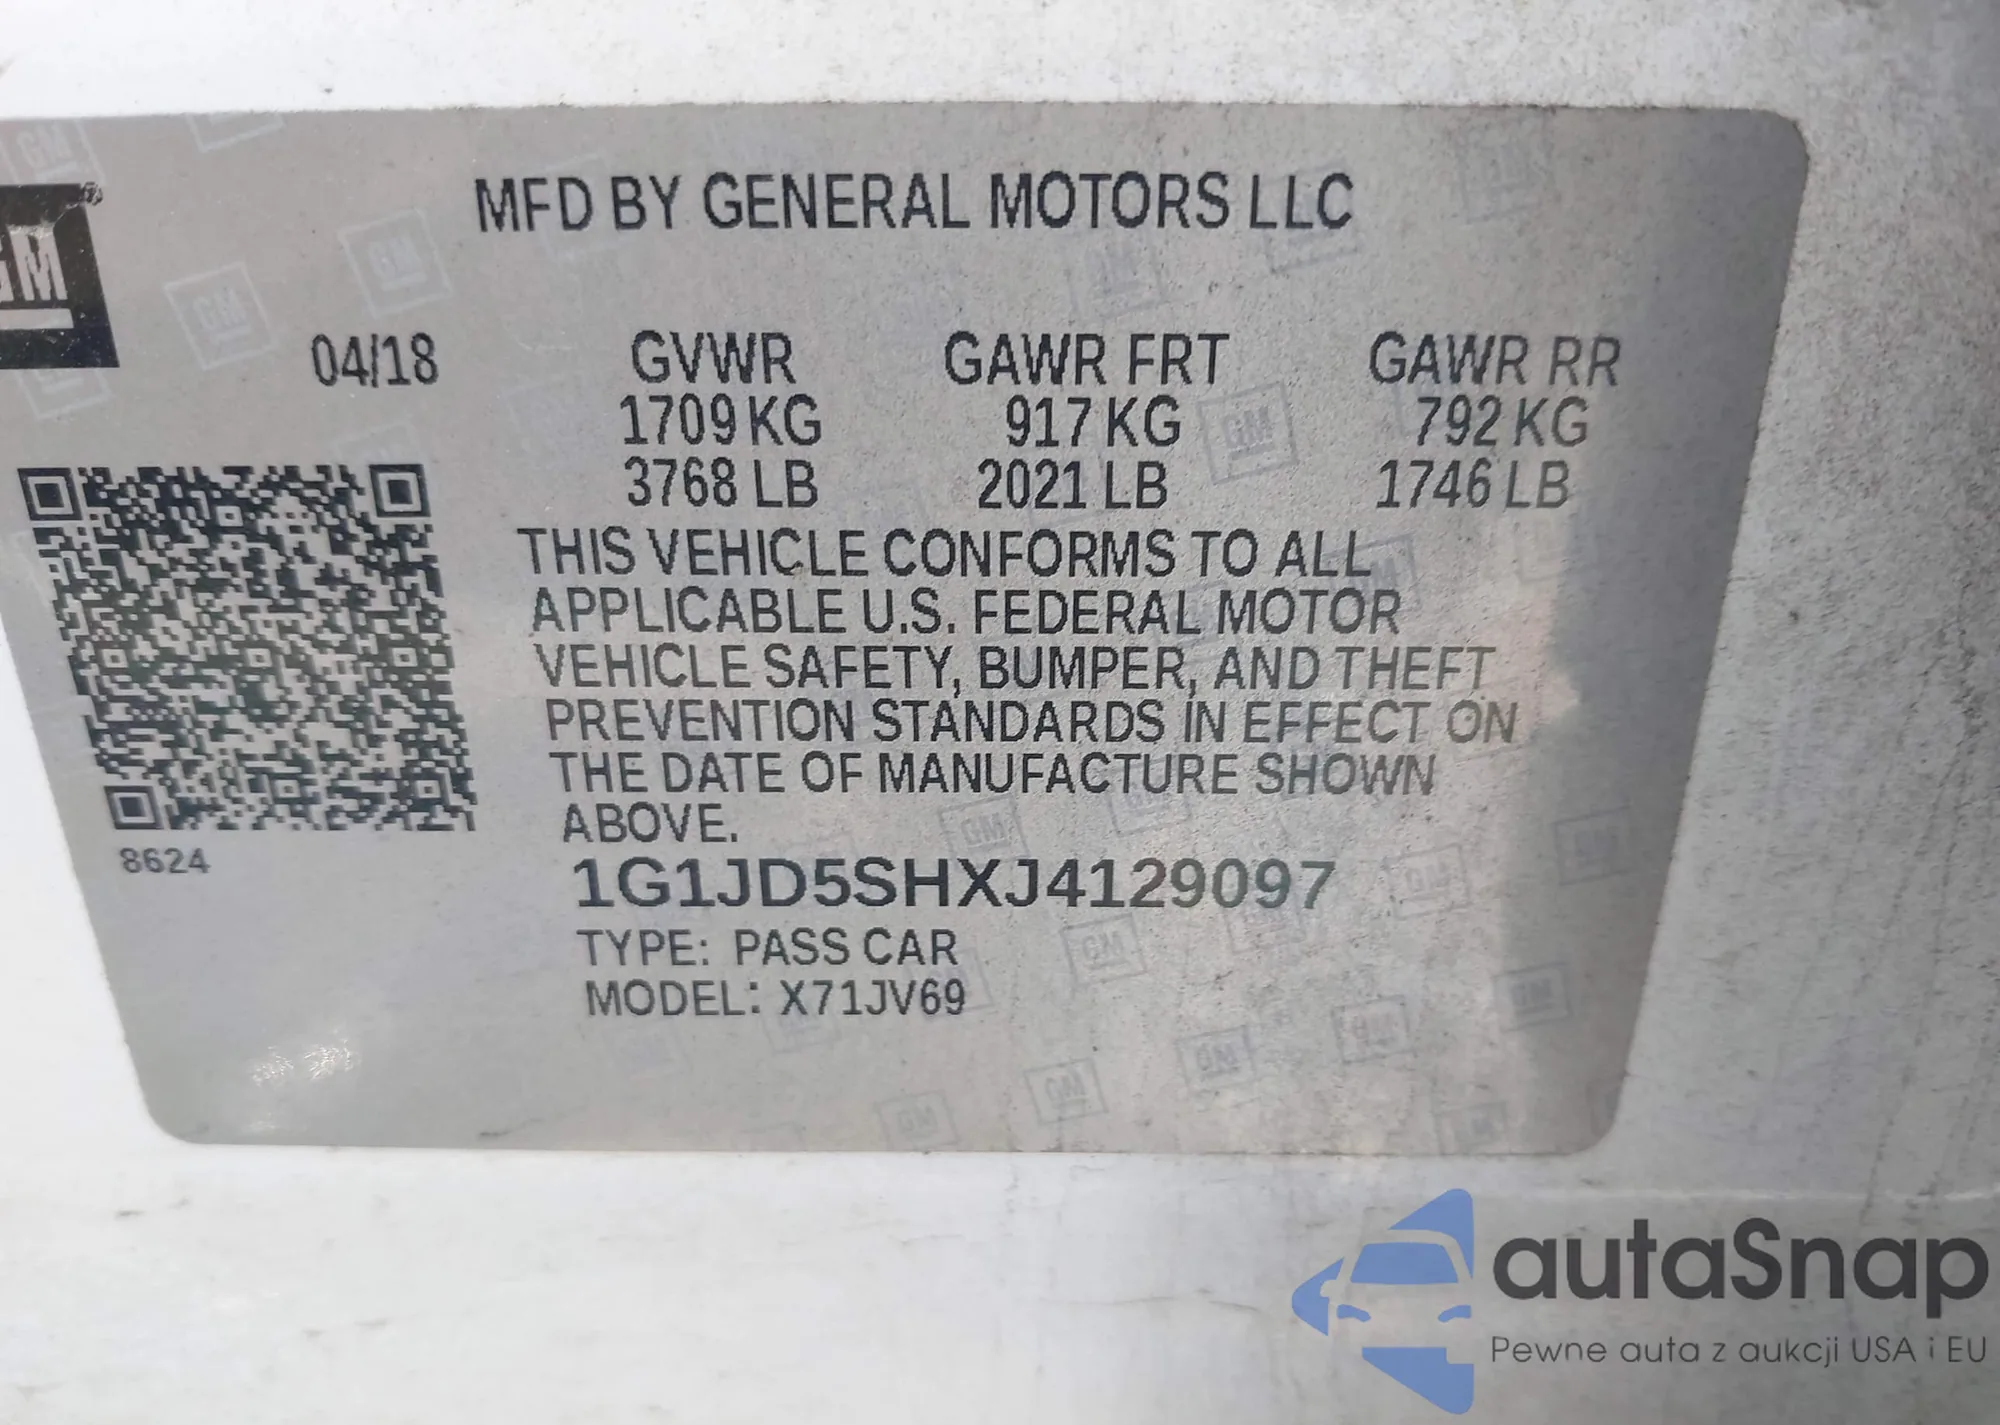 MFD BY GENERAL MOTORS LLC
GM
04/18
GVWR GAWR FRT GAWR RR
1709 KG 917 KG 792 KG
3768 LB 2021 LB 1746 LB
THIS VEHICLE CONFORMS TO ALL
APPLICABLE U.S. FEDERAL MOTOR
VEHICLE SAFETY, BUMPER, AND THEFT
PREVENTION STANDARDS IN EFFECT ON
THE DATE OF MANUFACTURE SHOWN
ABOVE.
8624
1G1JD5SHXJ4129097
TYPE: PASS CAR
MODEL: X71JV69
autaSnap
Pewne auta z aukcji USA i EU